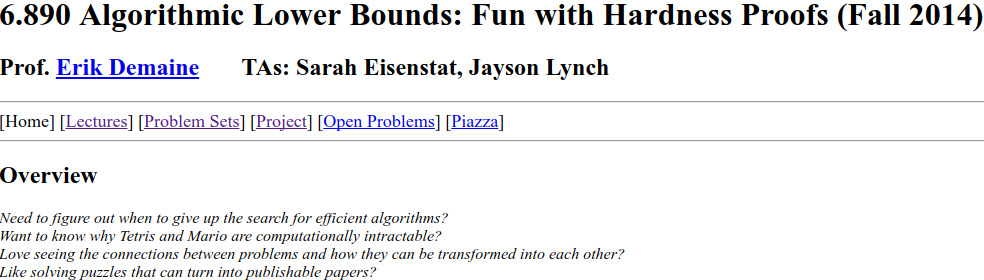 6.890 Algorithmic Lower Bounds: Fun with Hardness Proofs (Fall 2014)
Prof. Erik Demaine TAs: Sarah Eisenstat, Jayson Lynch
[Home] [Lectures] [Problem Sets] [Project] [Open Problems] [Piazza]
Overview
Need to figure out when to give up the search for efficient algorithms?
Want to know why Tetris and Mario are computationally intractable?
Love seeing the connections between problems and how they can be transformed into each other?
Like solving puzzles that can turn into publishable papers?